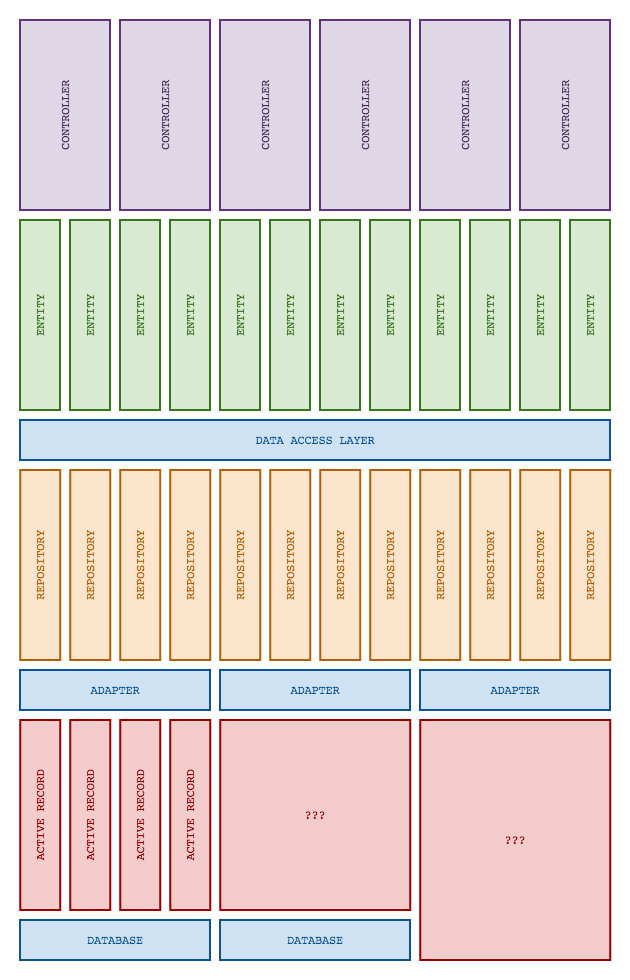 CONTROLLER
CONTROLLER
CONTROLLER
CONTROLLER
CONTROLLER
CONTROLLER
ENTITY
ENTITY
ENTITY
ENTITY
ENTITY
ENTITY
ENTITY
ENTITY
ENTITY
ENTITY
ENTITY
ENTITY
DATA ACCESS LAYER
REPOSITORY
REPOSITORY
REPOSITORY
REPOSITORY
REPOSITORY
REPOSITORY
REPOSITORY
REPOSITORY
REPOSITORY
REPOSITORY
REPOSITORY
REPOSITORY
ADAPTER
ADAPTER
ADAPTER
ACTIVE RECORD
ACTIVE RECORD
ACTIVE RECORD
ACTIVE RECORD
???
???
DATABASE
DATABASE